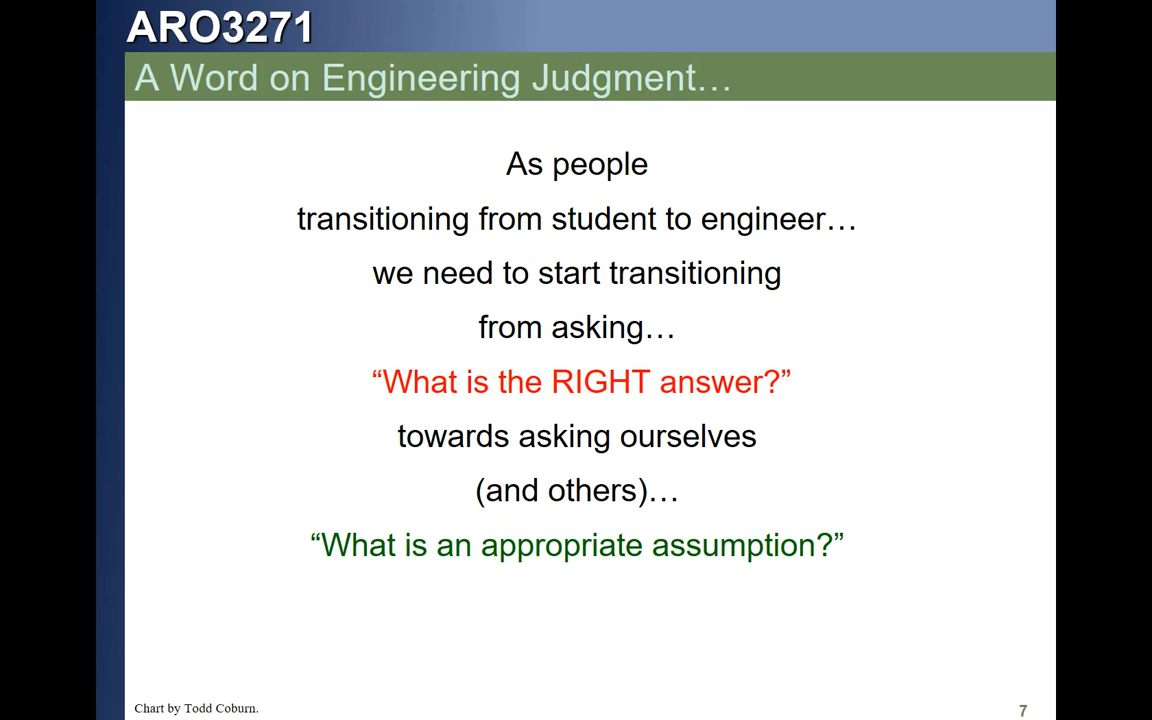 ARO3271
A Word on Engineering Judgment…
As people
transitioning from student to engineer…
we need to start transitioning
from asking…
“What is the RIGHT answer?”
towards asking ourselves
(and others)…
“What is an appropriate assumption?”
Chart by Todd Coburn.
7